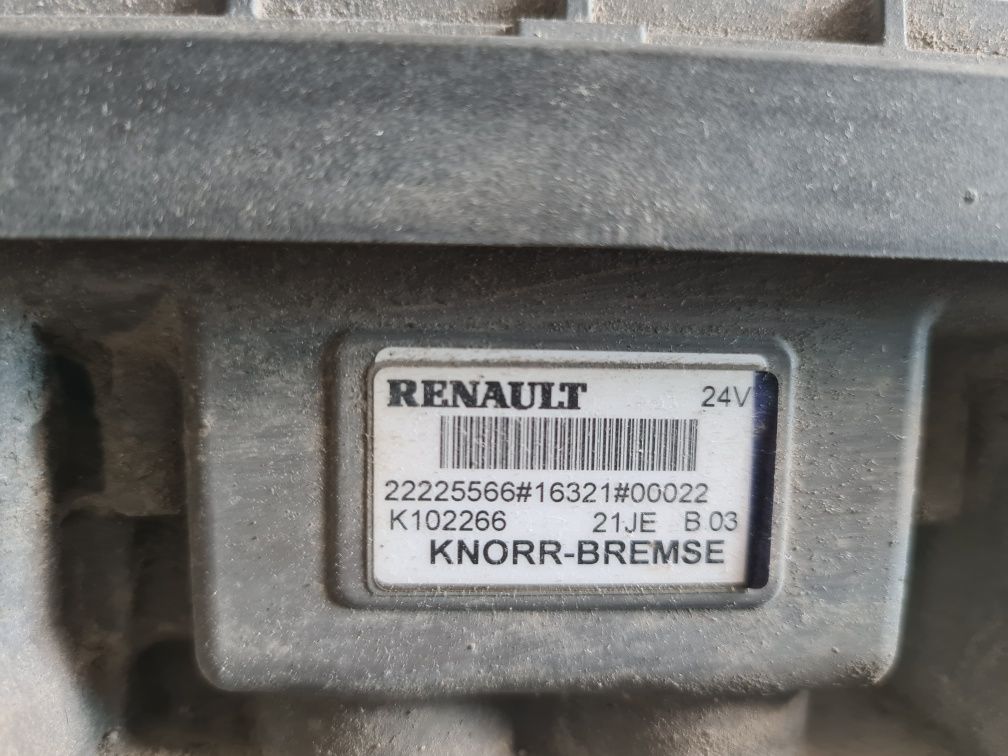 RENAULT 24V
22225566#16321#00022
K102266 21JE B 03
KNORR-BREMSE